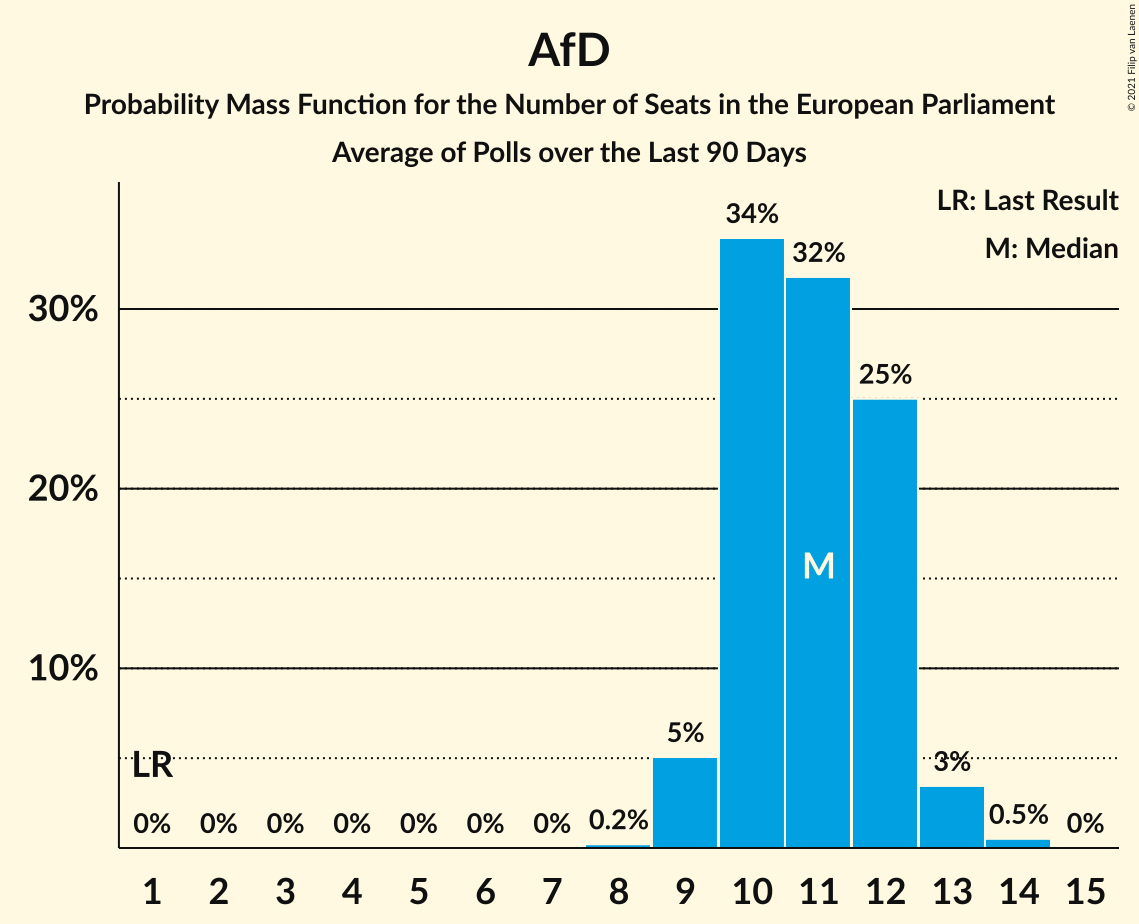 AfD
Probability Mass Function for the Number of Seats in the European Parliament
Average of Polls over the Last 90 Days
© 2021 Filip van Laenen
LR: Last Result
M: Median
34%
32%
30%
25%
20%
M
10%
5%
LR
3%
0% 0% 0% 0% 0% 0% 0% 0.2% 0.5% 0%
1 2 3 4 5 6 7 8 9 10 11 12 13 14 15